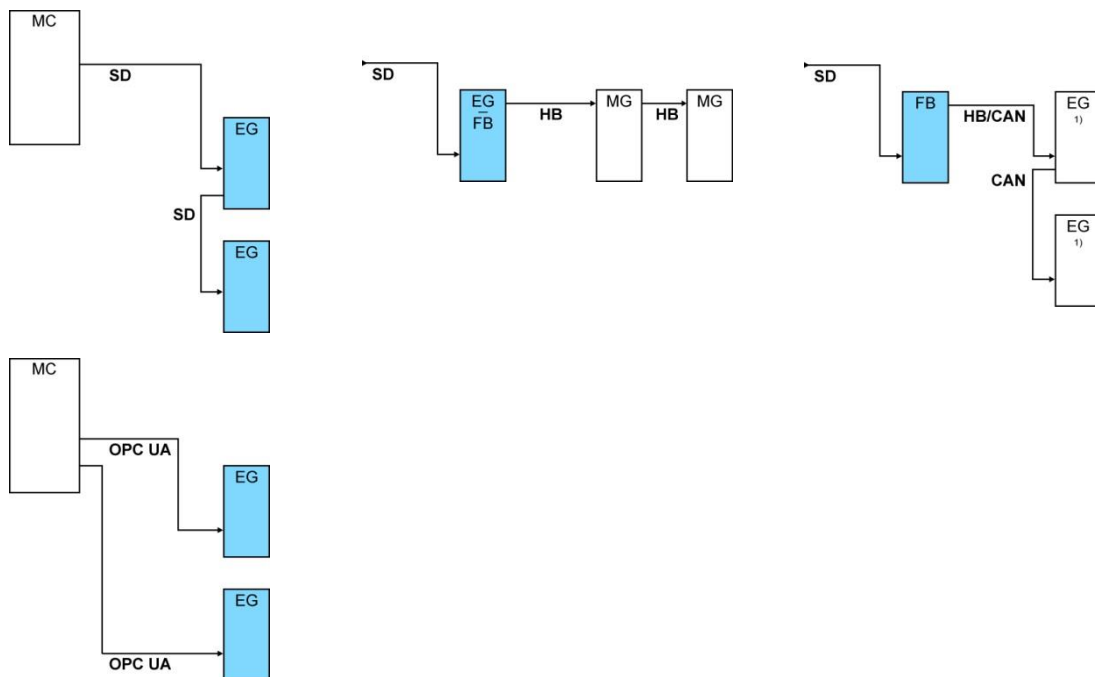 MC
SD
EG
SD
EG
SD
EG
–
FB
HB
MG
HB
MG
SD
FB
HB/CAN
EG
1)
CAN
EG
1)
MC
OPC UA
EG
EG
OPC UA